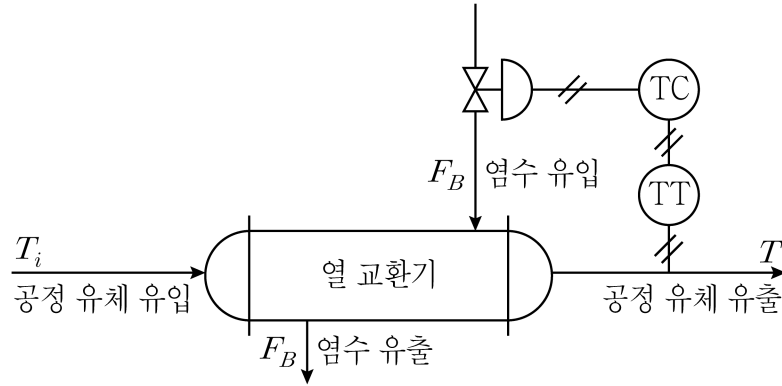 TC
F_B 염수 유입
TT
T_i
공정 유체 유입
열 교환기
T
공정 유체 유출
F_B 염수 유출